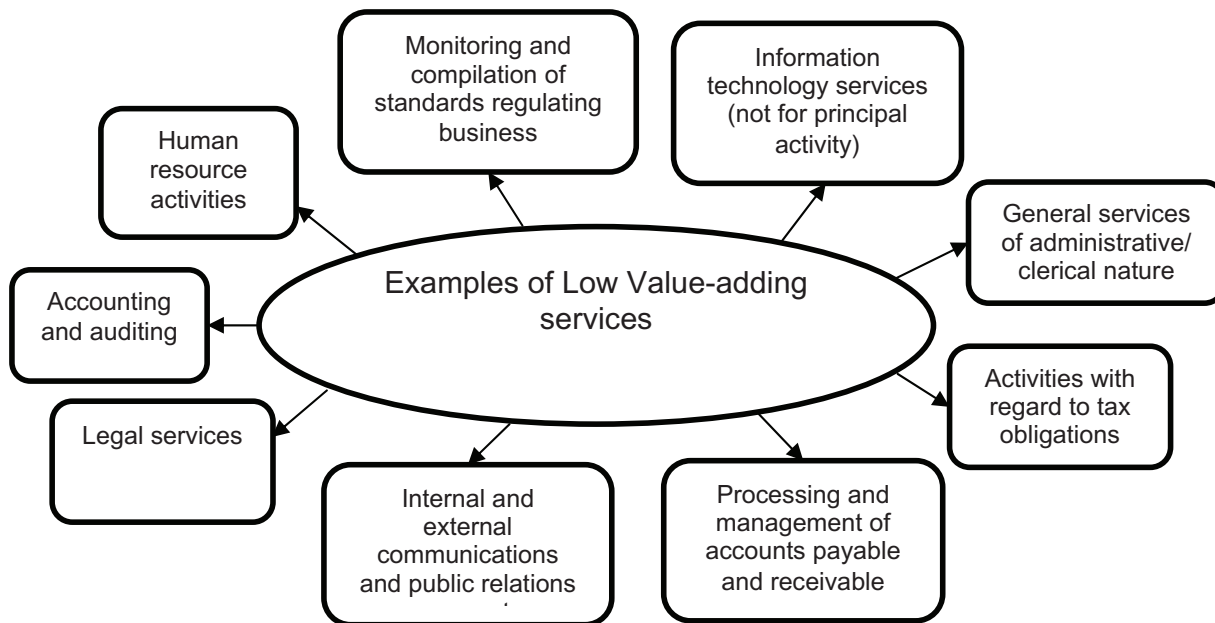 Monitoring and
compilation of
standards regulating
business
Information
technology services
(not for principal
activity)
Human
resource
activities
General services
of administrative/
clerical nature
Examples of Low Value-adding
services
Accounting
and auditing
Activities with
regard to tax
obligations
Legal services
Internal and
external
communications
and public relations
Processing and
management of
accounts payable
and receivable